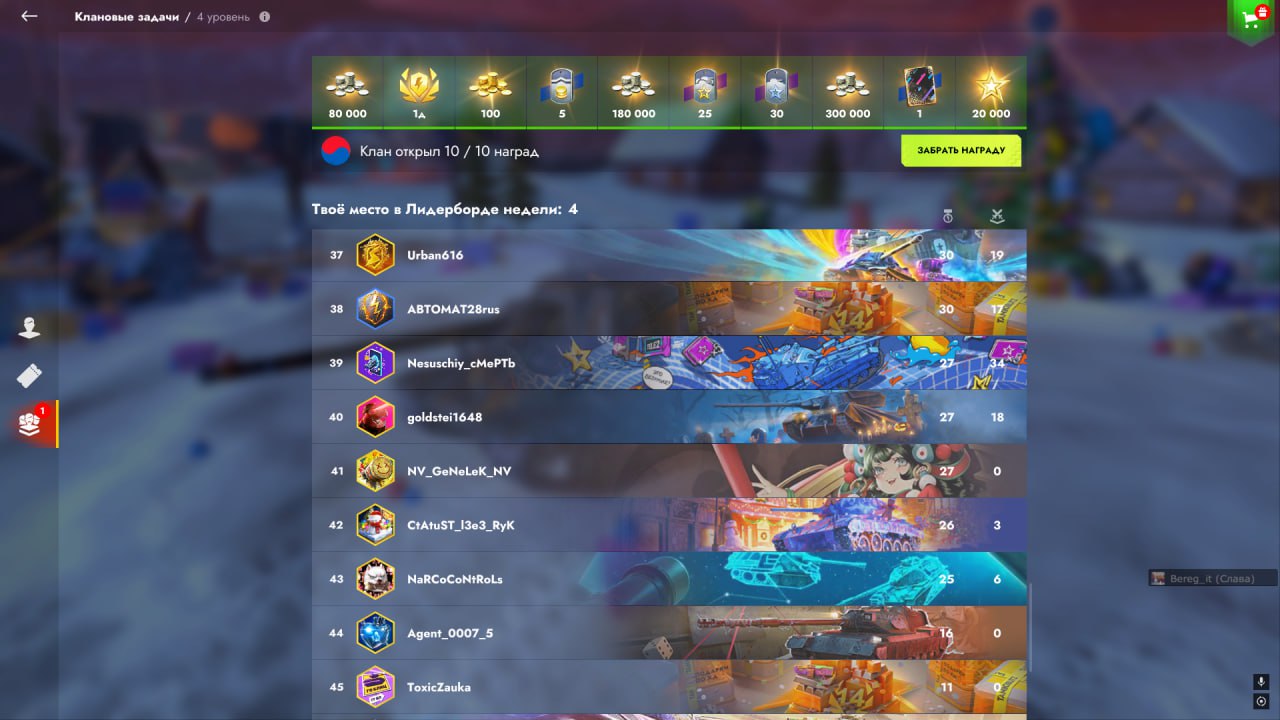 Клановые задачи / 4 уровень
80 000 1д 100 5 180 000 25 30 300 000 1 20 000
Клан открыл 10 / 10 наград
ЗАБРАТЬ НАГРАДУ
Твоё место в Лидерборде недели: 4
37 Urban616 30 19
38 ABTOMAT28rus 30 17
39 Nesuschiy_cMePTb 27 34
40 goldstei1648 27 18
41 NV_GeNeLeK_NV 27 0
42 CtAtuST_l3e3_RyK 26 3
43 NaRCoCoNtRoLs 25 6
44 Agent_0007_5 16 0
45 ToxicZauka 11 0
1
Bereg_it (Слава)